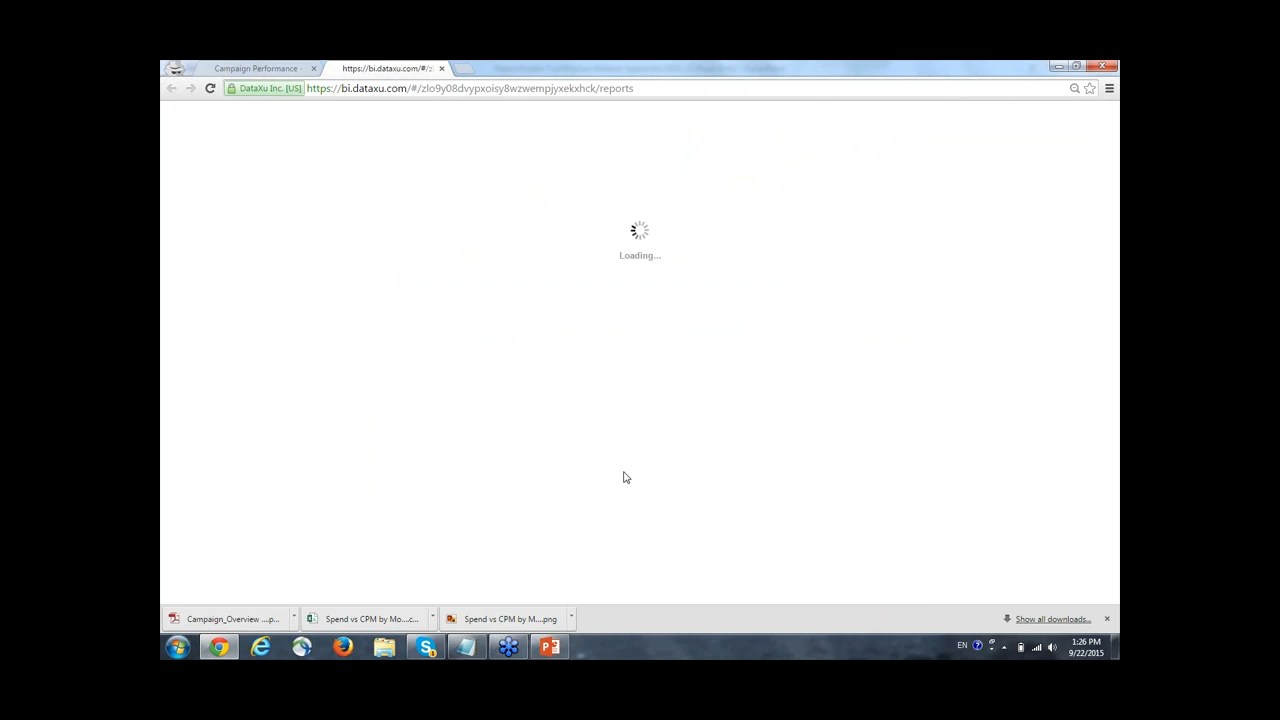 Campaign Performance
https://bi.dataxu.com/#/z
DataXu Inc. [US]
https://bi.dataxu.com/#/zlo9y08dvypxoisy8wzwempjyxekxhck/reports
Loading...
Campaign_Overview ....p...
Spend vs CPM by Mo....c...
Spend vs CPM by M....png
Show all downloads...
EN
1:26 PM
9/22/2015